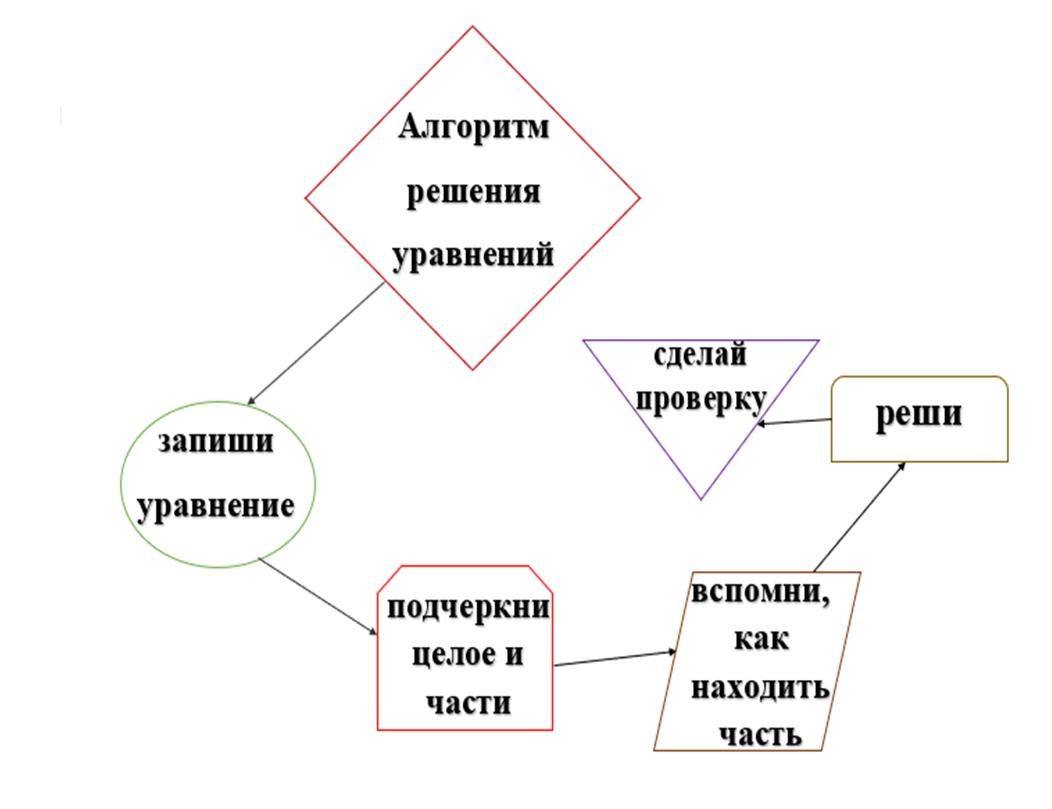 Алгоритм
решения
уравнений
запиши
уравнение
подчеркни
целое и
части
вспомни,
как
находить
часть
реши
сделай
проверку